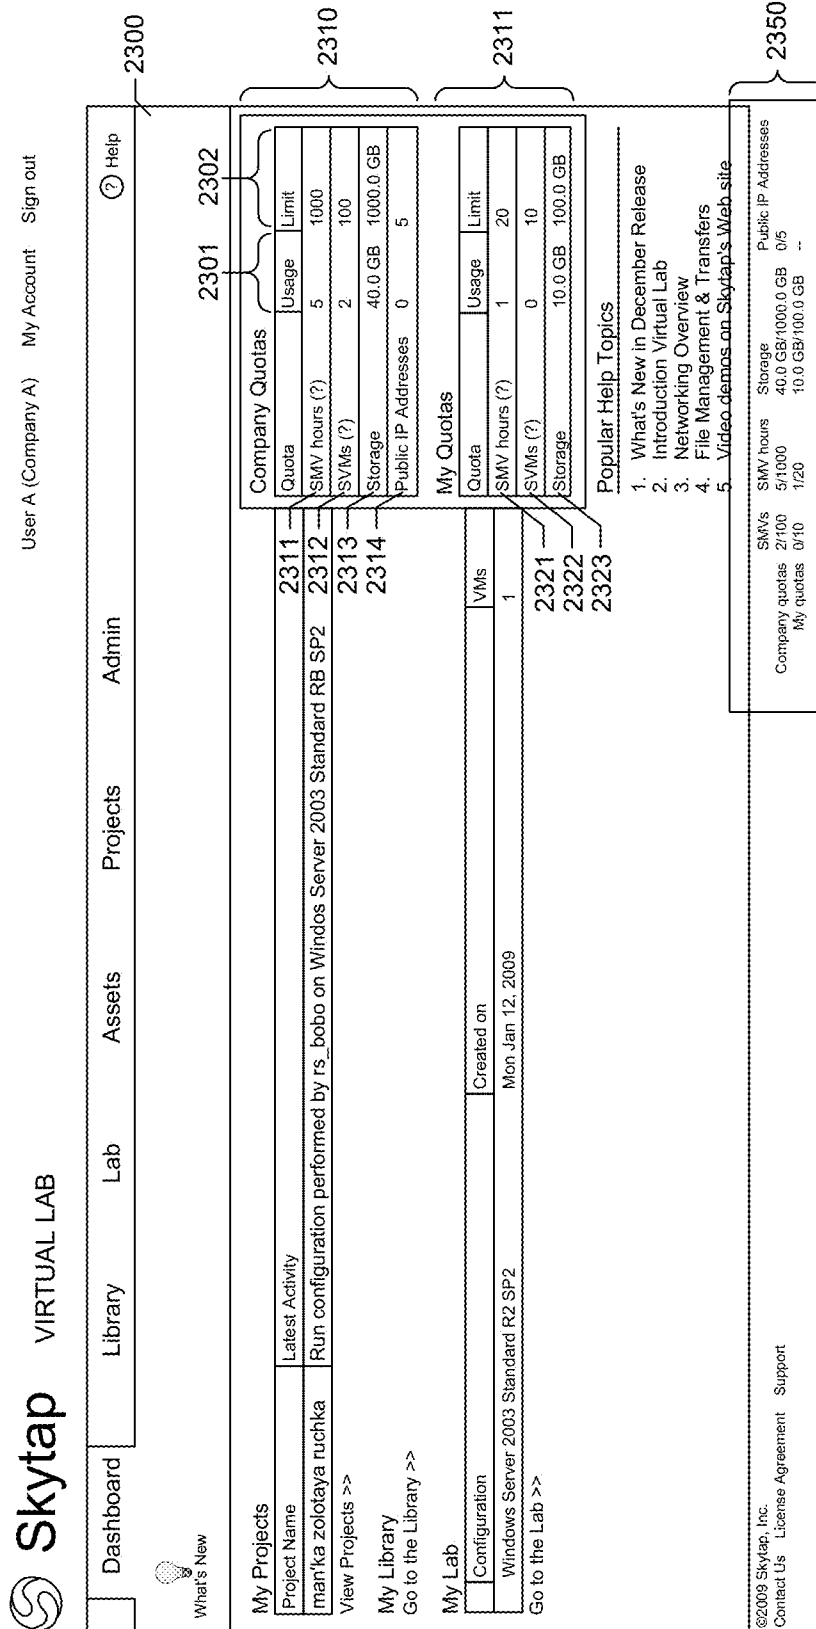 User A (Company A) My Account Sign out
Skytap VIRTUAL LAB
Dashboard Library Lab Assets Projects Admin ? Help
2300
What's New
My Projects
Project Name Latest Activity
man'ka zolotaya ruchka Run configuration performed by rs_bobo on Windos Server 2003 Standard RB SP2
View Projects >>
My Library
Go to the Library >>
My Lab
Configuration Created on VMs
Windows Server 2003 Standard R2 SP2 Mon Jan 12, 2009 1
Go to the Lab >>
2301 2302
Company Quotas
2310
Quota Usage Limit
2311 SMV hours (?) 5 1000
2312 SVMs (?) 2 100
2313 Storage 40.0 GB 1000.0 GB
2314 Public IP Addresses 0 5
My Quotas
2311
Quota Usage Limit
2321 SMV hours (?) 1 20
2322 SVMs (?) 0 10
2323 Storage 10.0 GB 100.0 GB
Popular Help Topics
1. What's New in December Release
2. Introduction Virtual Lab
3. Networking Overview
4. File Management & Transfers
5. Video demos on Skytap's Web site
©2009 Skytap, Inc.
Contact Us License Agreement Support
SMVs SMV hours Storage Public IP Addresses
Company quotas 2/100 5/1000 40.0 GB/1000.0 GB 0/5
My quotas 0/10 1/20 10.0 GB/100.0 GB --
2350